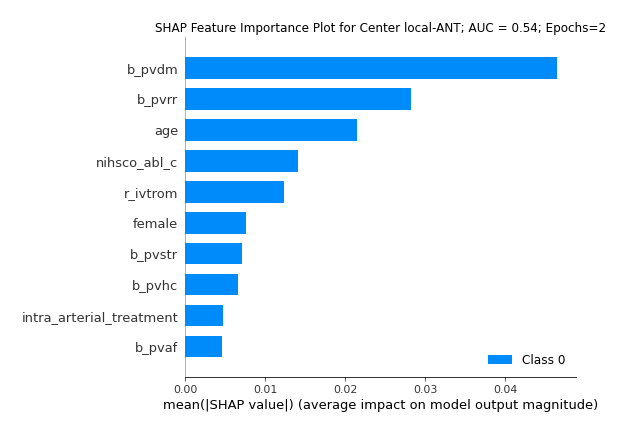 SHAP Feature Importance Plot for Center local-ANT; AUC = 0.54; Epochs=2
b_pvdm
b_pvrr
age
nihsco_abl_c
r_ivtrom
female
b_pvstr
b_pvhc
intra_arterial_treatment
b_pvaf
Class 0
0.00 0.01 0.02 0.03 0.04
mean(|SHAP value|) (average impact on model output magnitude)